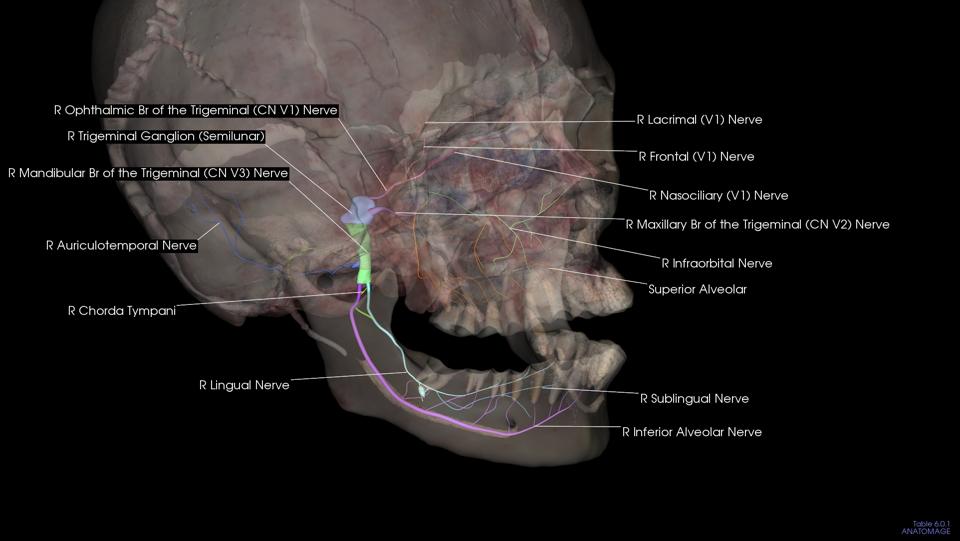 R Ophthalmic Br of the Trigeminal (CN V1) Nerve
R Trigeminal Ganglion (Semilunar)
R Mandibular Br of the Trigeminal (CN V3) Nerve
R Auriculotemporal Nerve
R Chorda Tympani
R Lingual Nerve
R Lacrimal (V1) Nerve
R Frontal (V1) Nerve
R Nasociliary (V1) Nerve
R Maxillary Br of the Trigeminal (CN V2) Nerve
R Infraorbital Nerve
Superior Alveolar
R Sublingual Nerve
R Inferior Alveolar Nerve
Table 6.0.1
ANATOMAGE